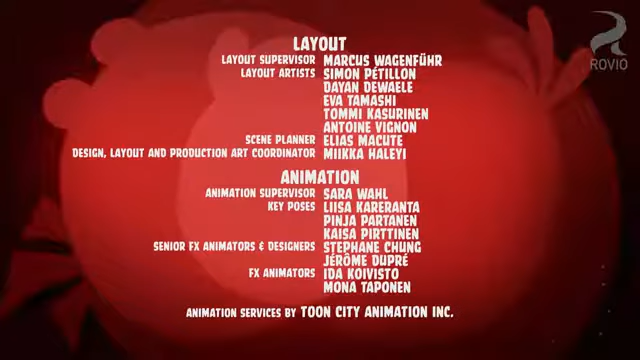 ROVIO
LAYOUT
LAYOUT SUPERVISOR MARCUS WAGENFÜHR
LAYOUT ARTISTS SIMON PÉTILLON
DAYAN DEWAELE
EVA TAMASHI
TOMMI KASURINEN
ANTOINE VIGNON
SCENE PLANNER ELIAS MACUTE
DESIGN, LAYOUT AND PRODUCTION ART COORDINATOR MIIKKA HALEYI
ANIMATION
ANIMATION SUPERVISOR SARA WAHL
KEY POSES LIISA KARERANTA
PINJA PARTANEN
KAISA PIRTTINEN
SENIOR FX ANIMATORS & DESIGNERS STEPHANE CHUNG
JÉRÔME DUPRÉ
FX ANIMATORS IDA KOIVISTO
MONA TAPONEN
ANIMATION SERVICES BY TOON CITY ANIMATION INC.